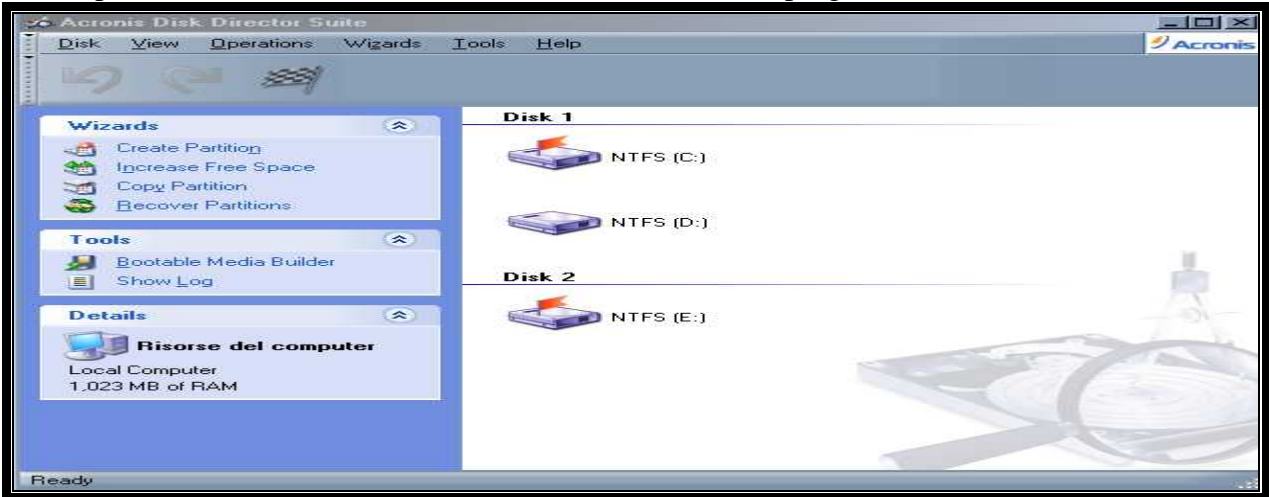 Acronis Disk Director Suite
Disk View Operations Wizards Tools Help
Acronis
Wizards
Create Partition
Increase Free Space
Copy Partition
Recover Partitions
Tools
Bootable Media Builder
Show Log
Details
Risorse del computer
Local Computer
1,023 MB of RAM
Disk 1
NTFS (C:)
NTFS (D:)
Disk 2
NTFS (E:)
Ready